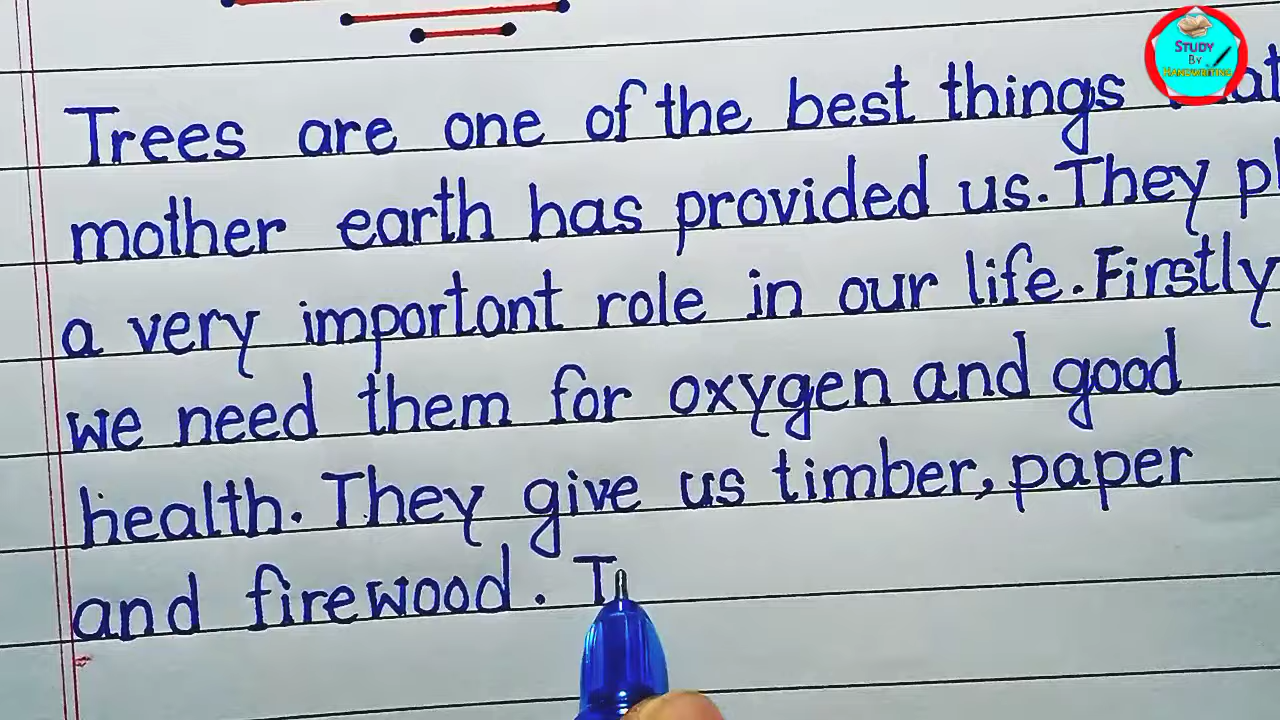 STUDY
By
HANDWRITING
Trees are one of the best things
mother earth has provided us. They pl
a very important role in our life. Firstly
we need them for oxygen and good
health. They give us timber, paper
and firewood. T